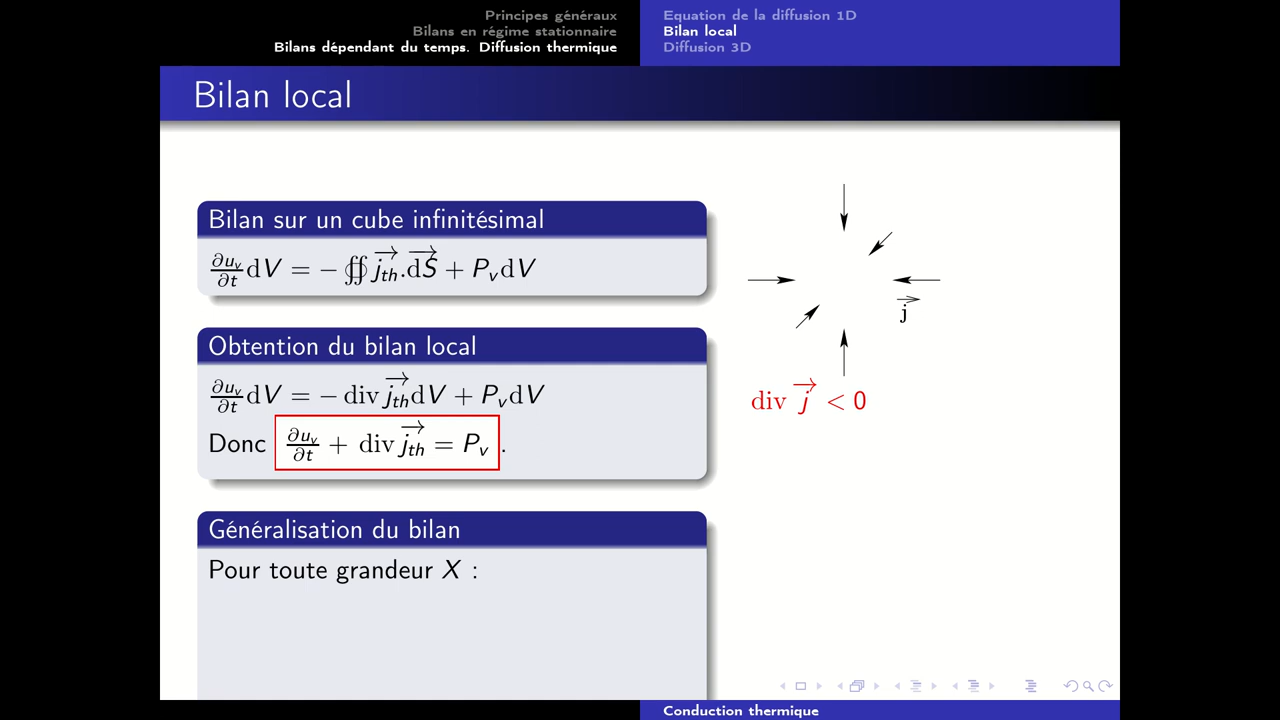 Principes généraux
Bilans en régime stationnaire
Bilans dépendant du temps. Diffusion thermique
Equation de la diffusion 1D
Bilan local
Diffusion 3D
Bilan local
Bilan sur un cube infinitésimal
∂u_v/∂t dV = − ∯ j_th→ . dS→ + P_v dV
Obtention du bilan local
∂u_v/∂t dV = − div j_th→ dV + P_v dV
Donc ∂u_v/∂t + div j_th→ = P_v .
Généralisation du bilan
Pour toute grandeur X :
j→
div j→ < 0
Conduction thermique